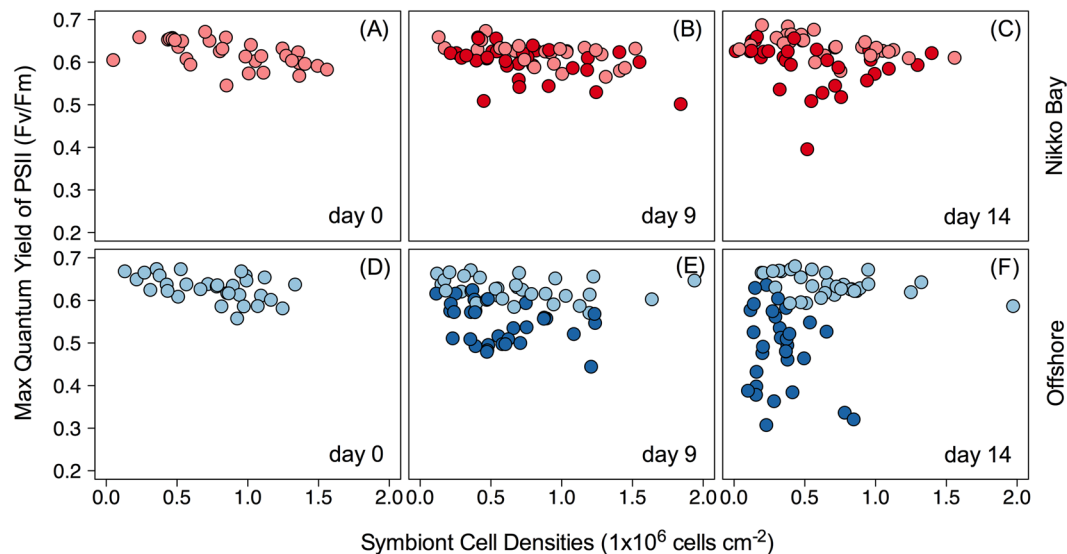 Max Quantum Yield of PSII (Fv/Fm)
0.7
0.6
0.5
0.4
0.3
0.2
(A)
day 0
(B)
day 9
(C)
day 14
Nikko Bay
0.7
0.6
0.5
0.4
0.3
0.2
(D)
day 0
(E)
day 9
(F)
day 14
Offshore
0.0 0.5 1.0 1.5 2.0
0.0 0.5 1.0 1.5 2.0
0.0 0.5 1.0 1.5 2.0
Symbiont Cell Densities (1x10⁶ cells cm⁻²)